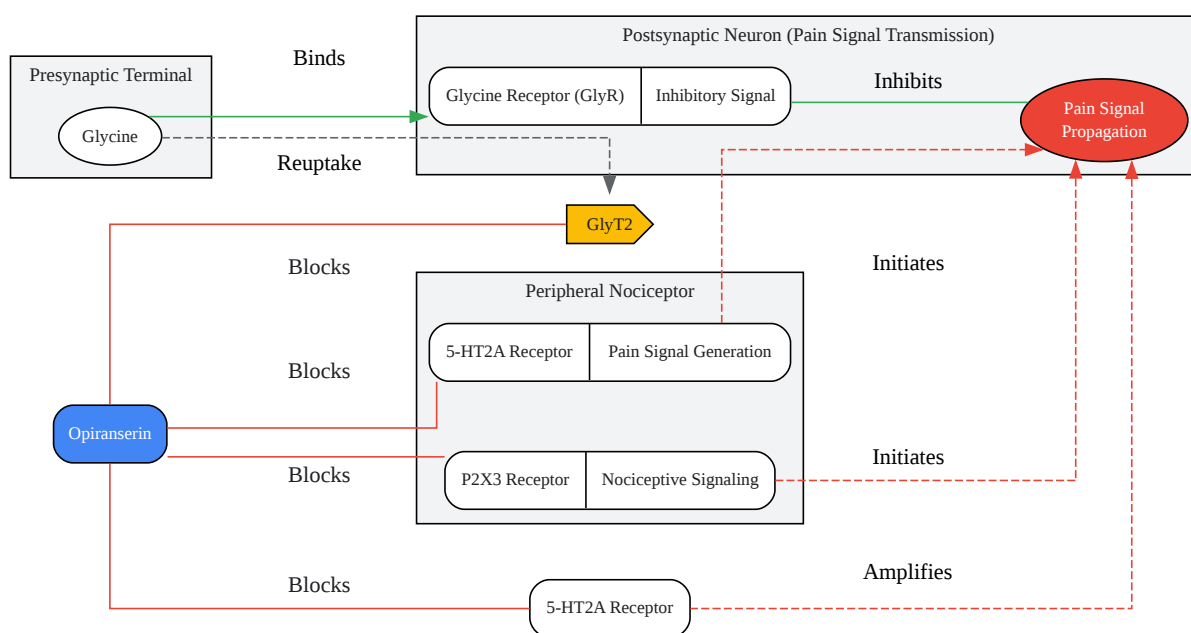 Postsynaptic Neuron (Pain Signal Transmission)
Binds
Presynaptic Terminal
Inhibits
Glycine Receptor (GlyR)
Inhibitory Signal
Pain Signal
Propagation
Glycine
Reuptake
GlyT2
Blocks
Initiates
Peripheral Nociceptor
5-HT2A Receptor
Pain Signal Generation
Blocks
Opiranserin
Blocks
P2X3 Receptor
Nociceptive Signaling
Initiates
Blocks
Amplifies
5-HT2A Receptor